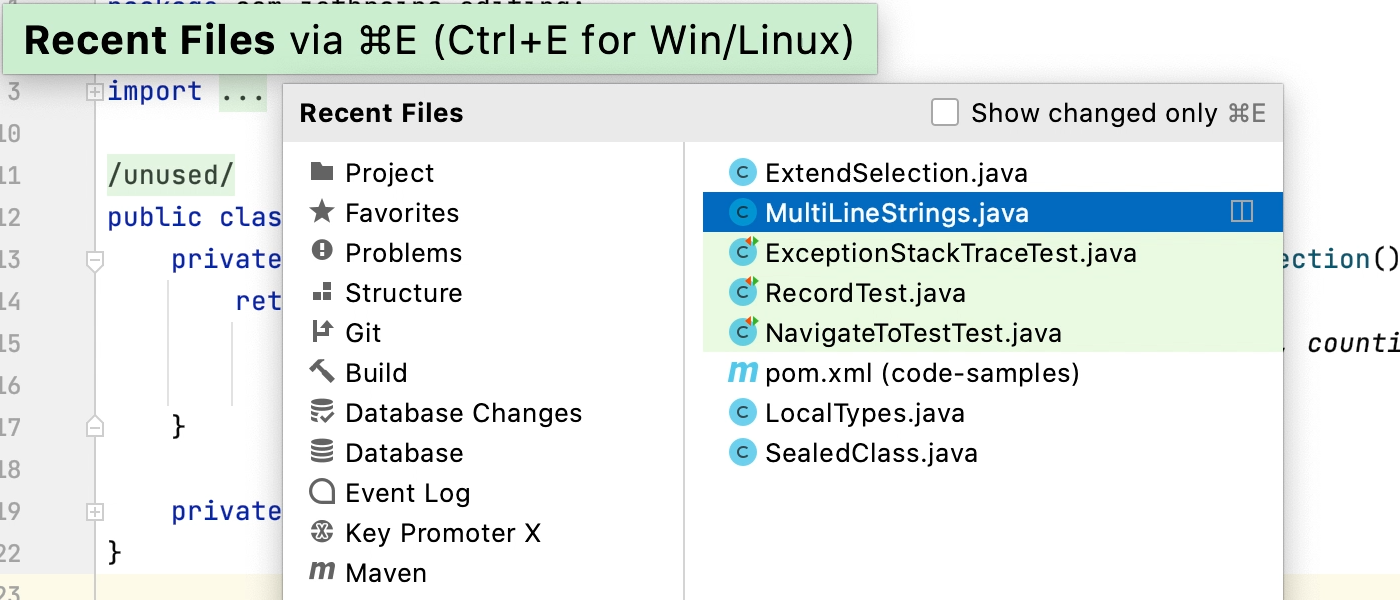 Recent Files via ⌘E (Ctrl+E for Win/Linux)
3 import ...
Recent Files Show changed only ⌘E
10
11 /unused/
12 public clas
13 private
14 ret
15
16
17 }
18
19 private
22 }
23
Project
Favorites
Problems
Structure
Git
Build
Database Changes
Database
Event Log
Key Promoter X
Maven
ExtendSelection.java
MultiLineStrings.java
ExceptionStackTraceTest.java
RecordTest.java
NavigateToTestTest.java
pom.xml (code-samples)
LocalTypes.java
SealedClass.java
ection()
, counti